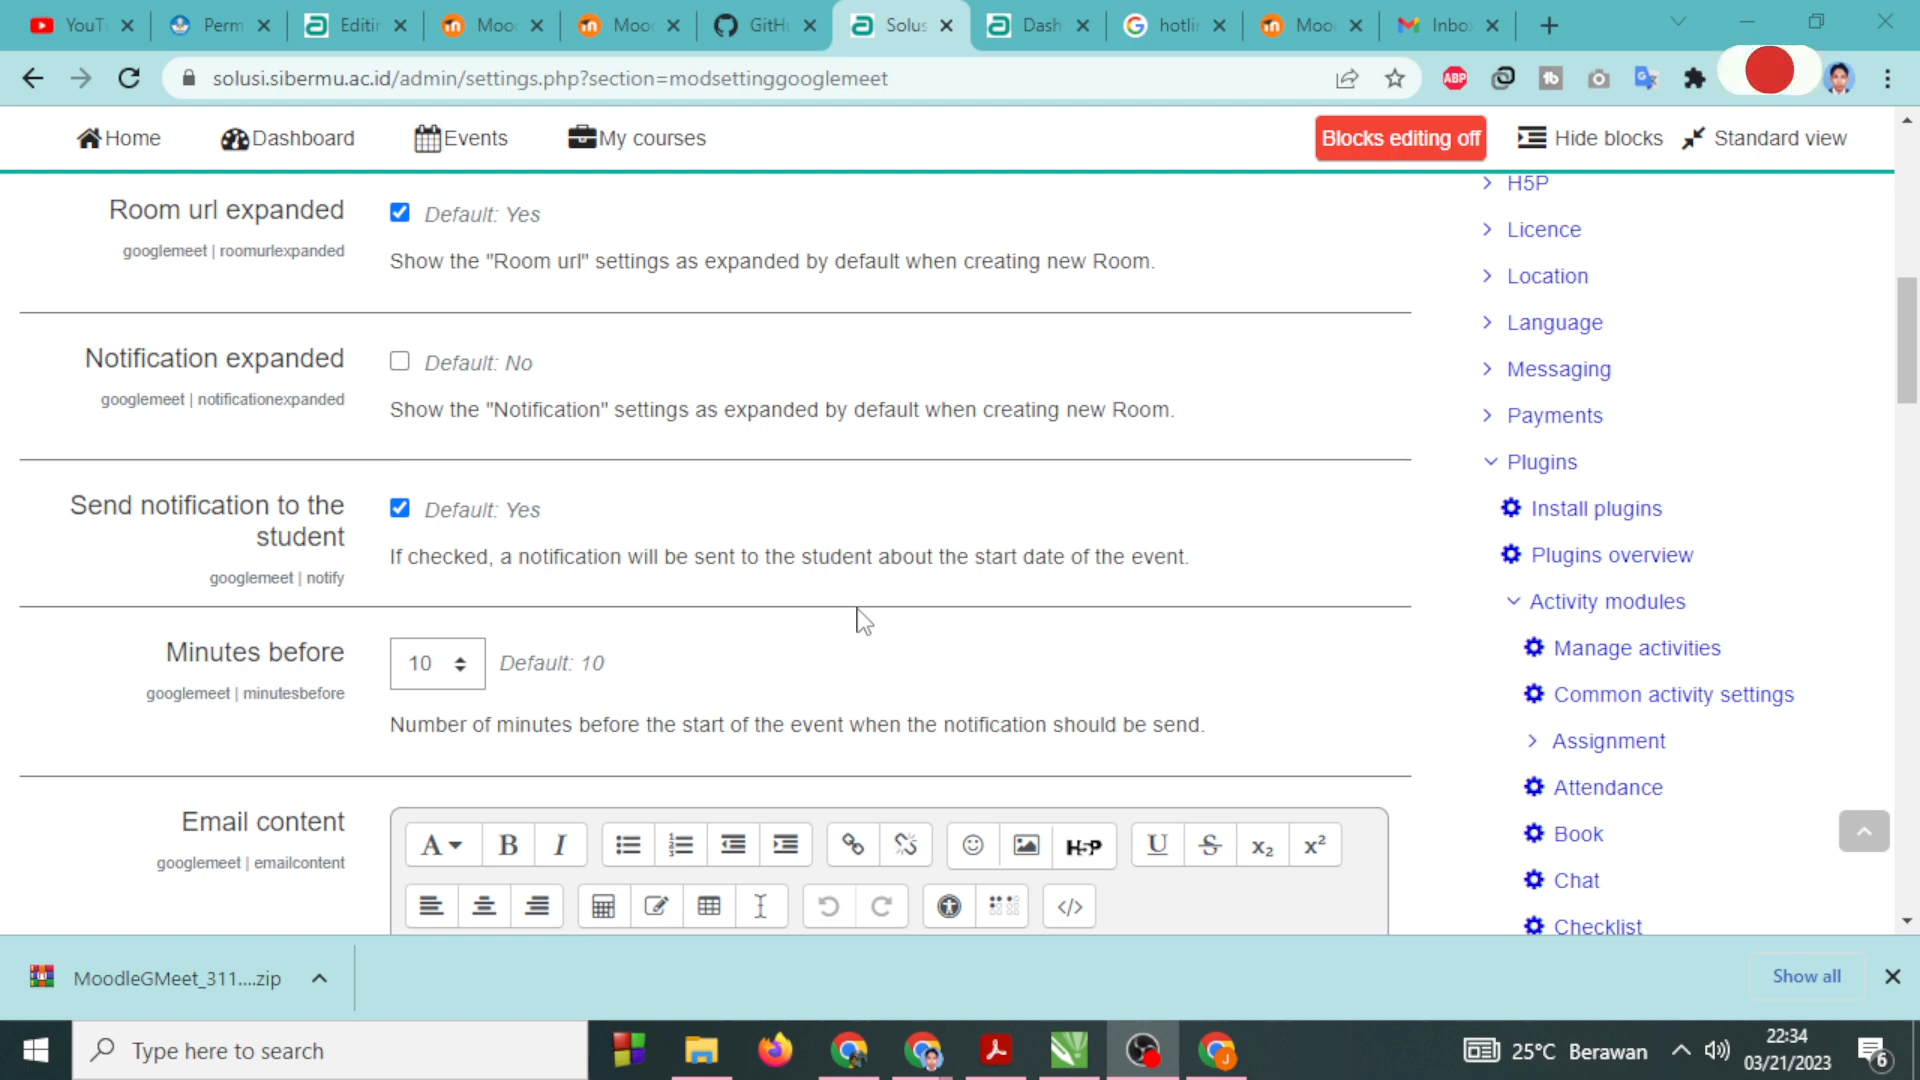 YouT Perm Editin Moo Moo GitHu Solus Dash hotlin Moo Inbo
solusi.sibermu.ac.id/admin/settings.php?section=modsettinggooglemeet
ABP
Home Dashboard Events My courses Blocks editing off Hide blocks Standard view
H5P
Room url expanded Default: Yes
googlemeet | roomurlexpanded
Show the "Room url" settings as expanded by default when creating new Room.
Licence
Location
Language
Notification expanded Default: No
googlemeet | notificationexpanded
Show the "Notification" settings as expanded by default when creating new Room.
Messaging
Payments
Plugins
Send notification to the student Default: Yes
googlemeet | notify
If checked, a notification will be sent to the student about the start date of the event.
Install plugins
Plugins overview
Activity modules
Minutes before 10 Default: 10
googlemeet | minutesbefore
Number of minutes before the start of the event when the notification should be send.
Manage activities
Common activity settings
Assignment
Attendance
Email content
googlemeet | emailcontent
A B I H-P U S x₂ x²
</>
Book
Chat
Checklist
MoodleGMeet_311....zip Show all
Type here to search 25°C Berawan 22:34
03/21/2023 6